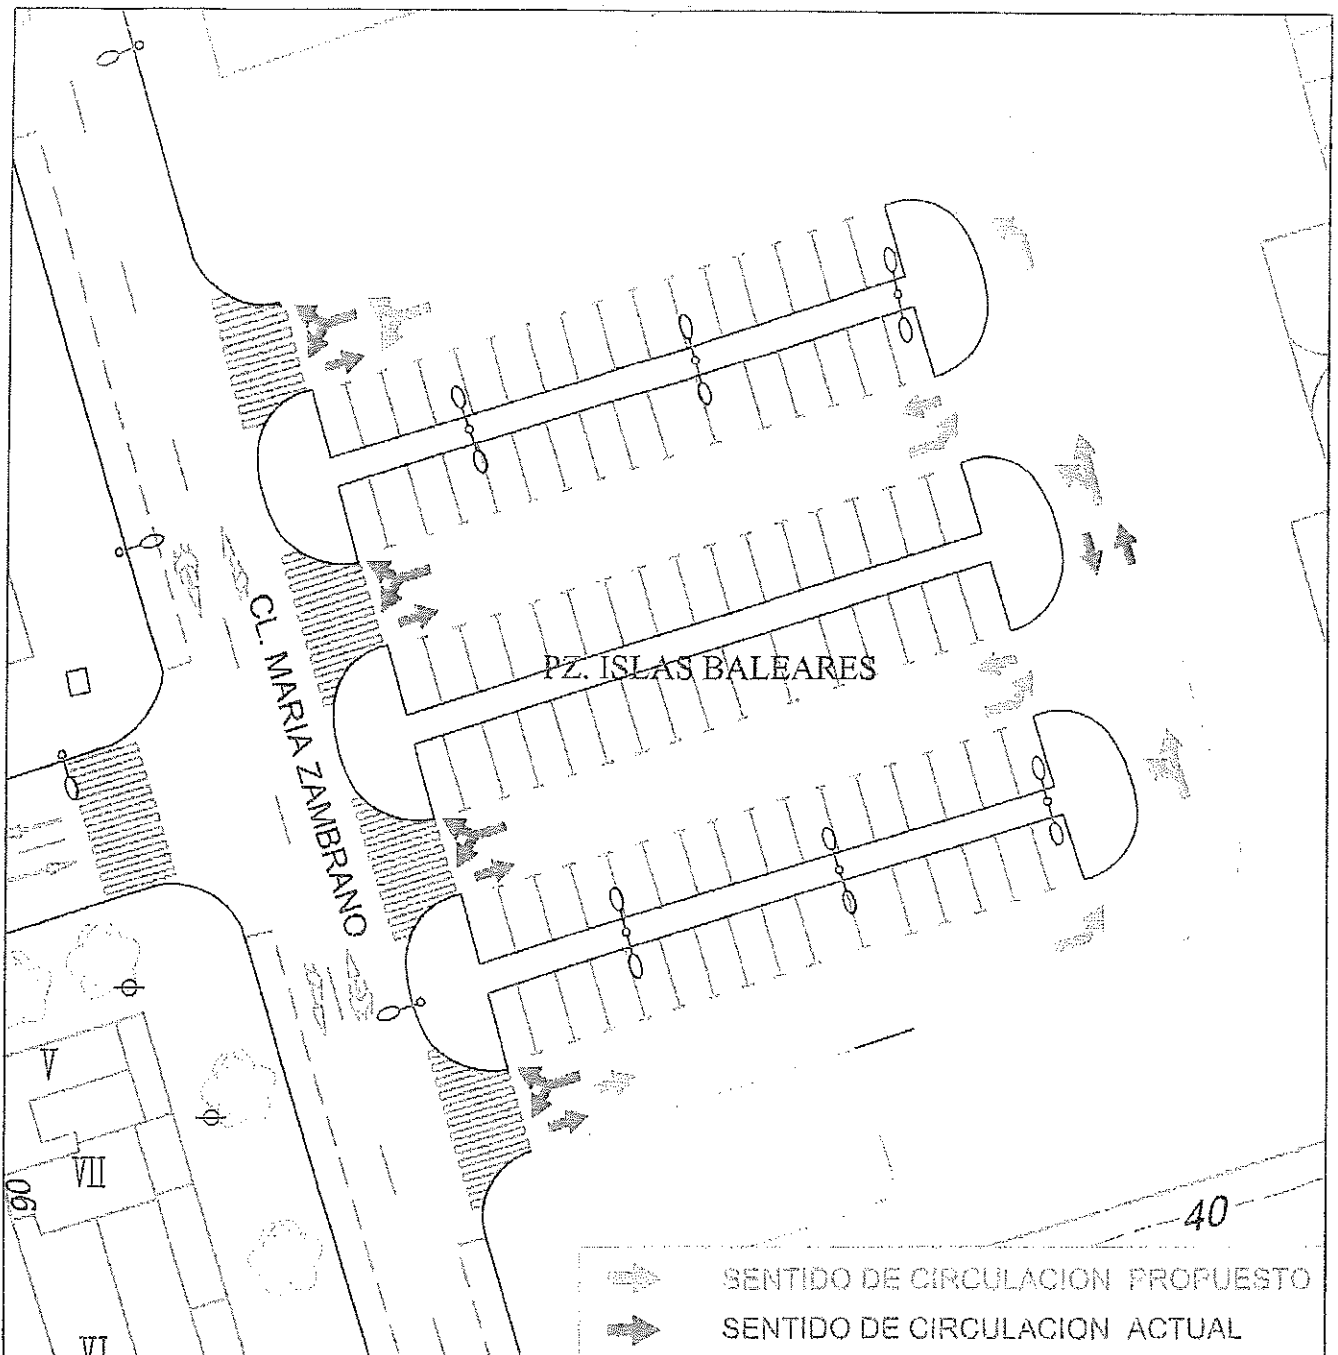 CL. MARIA ZAMBRANO
PZ. ISLAS BALEARES
V
VII
90
VI
40
SENTIDO DE CIRCULACION PROPUESTO
SENTIDO DE CIRCULACION ACTUAL